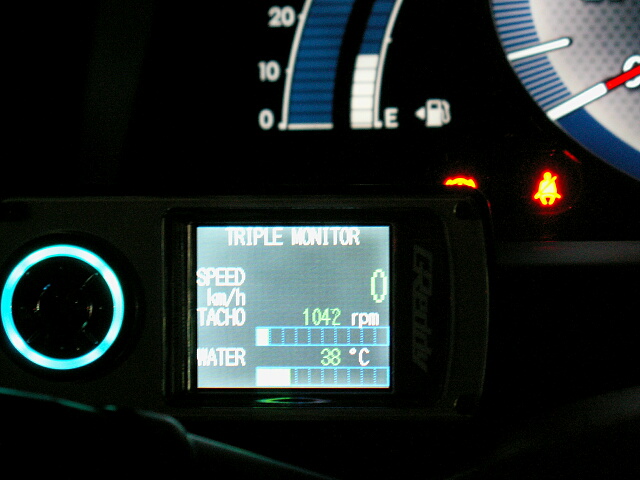 20
10
0
E
TRIPLE MONITOR
SPEED 0
km/h
TACHO 1042 rpm
WATER 38 °C
GReddy